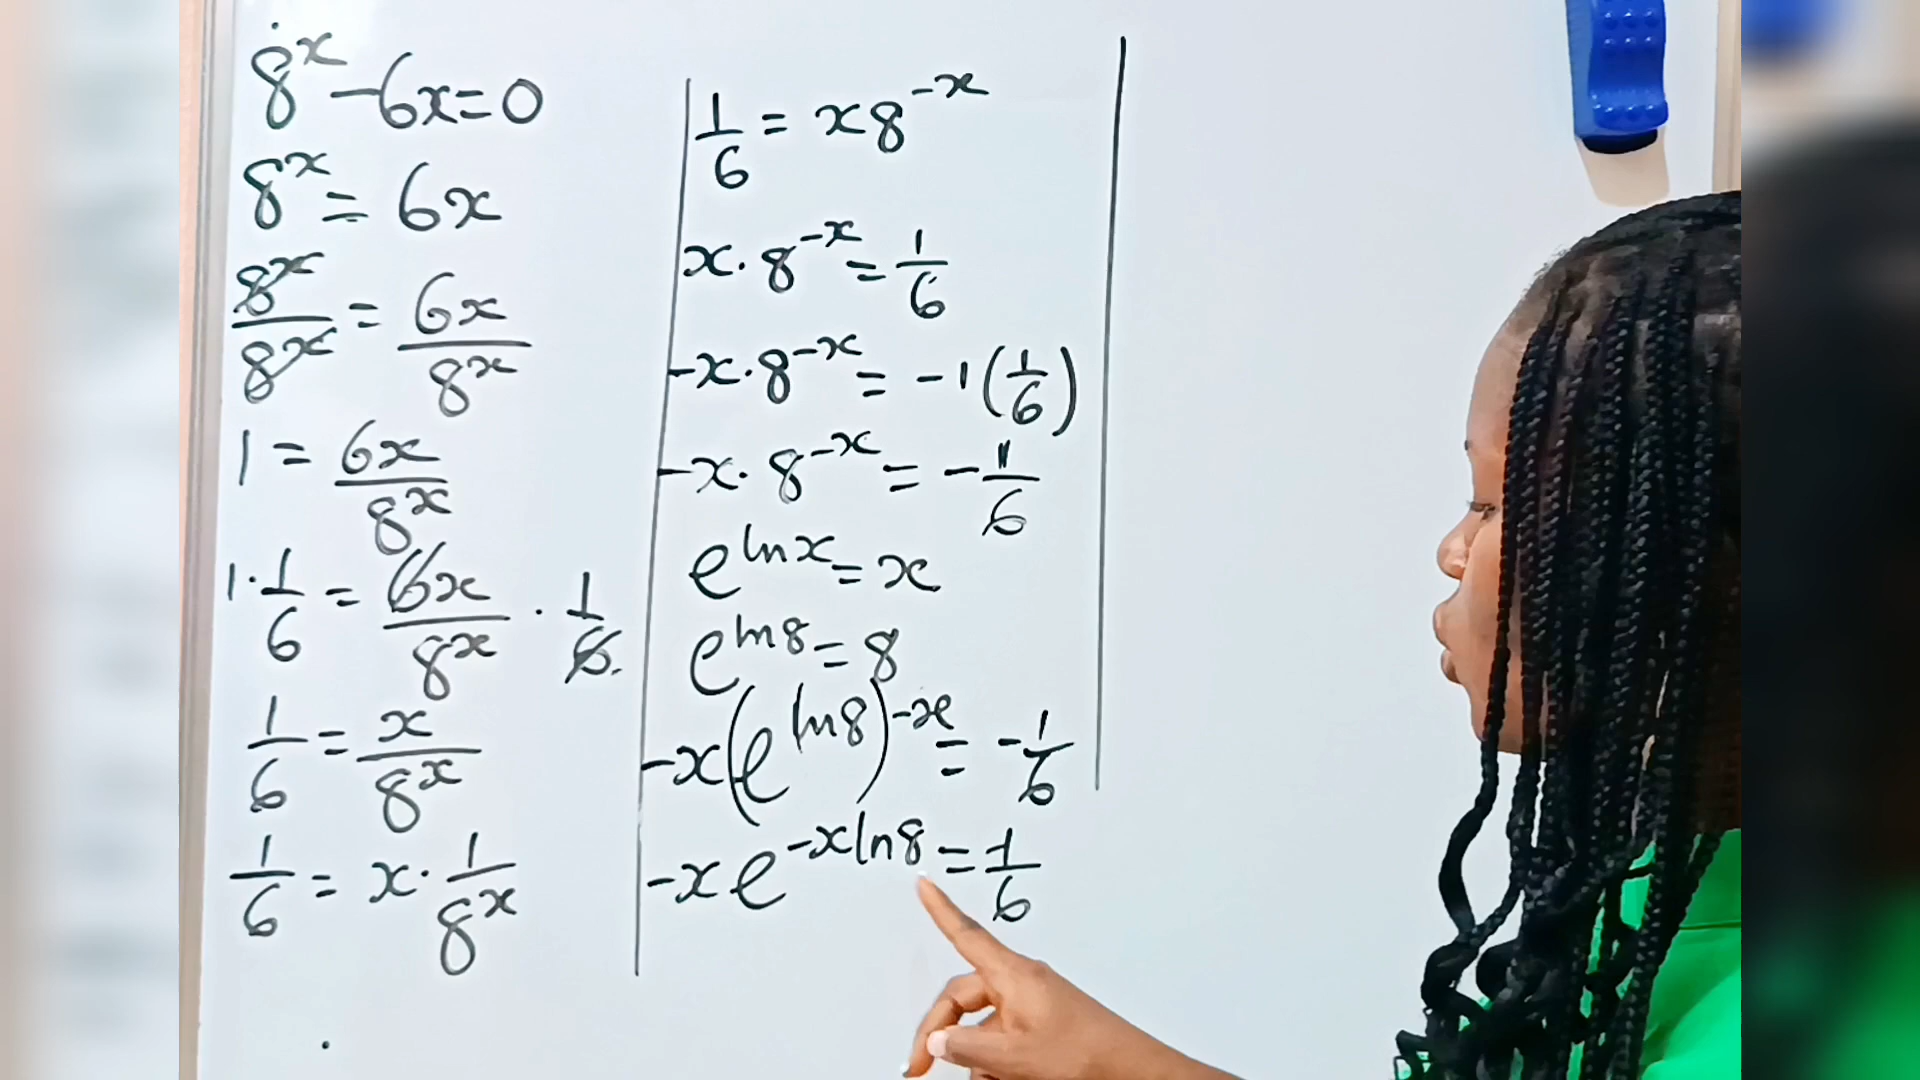 8^x - 6x = 0
8^x = 6x
8^x/8^x = 6x/8^x
1 = 6x/8^x
1 · 1/6 = 6x/8^x · 1/6.
1/6 = x/8^x
1/6 = x · 1/8^x
1/6 = x8^-x
x · 8^-x = 1/6
-x · 8^-x = -1(1/6)
-x · 8^-x = -1/6
e^lnx = x
e^ln8 = 8
-x(e^ln8)^-x = -1/6
-xe^-xln8 = -1/6